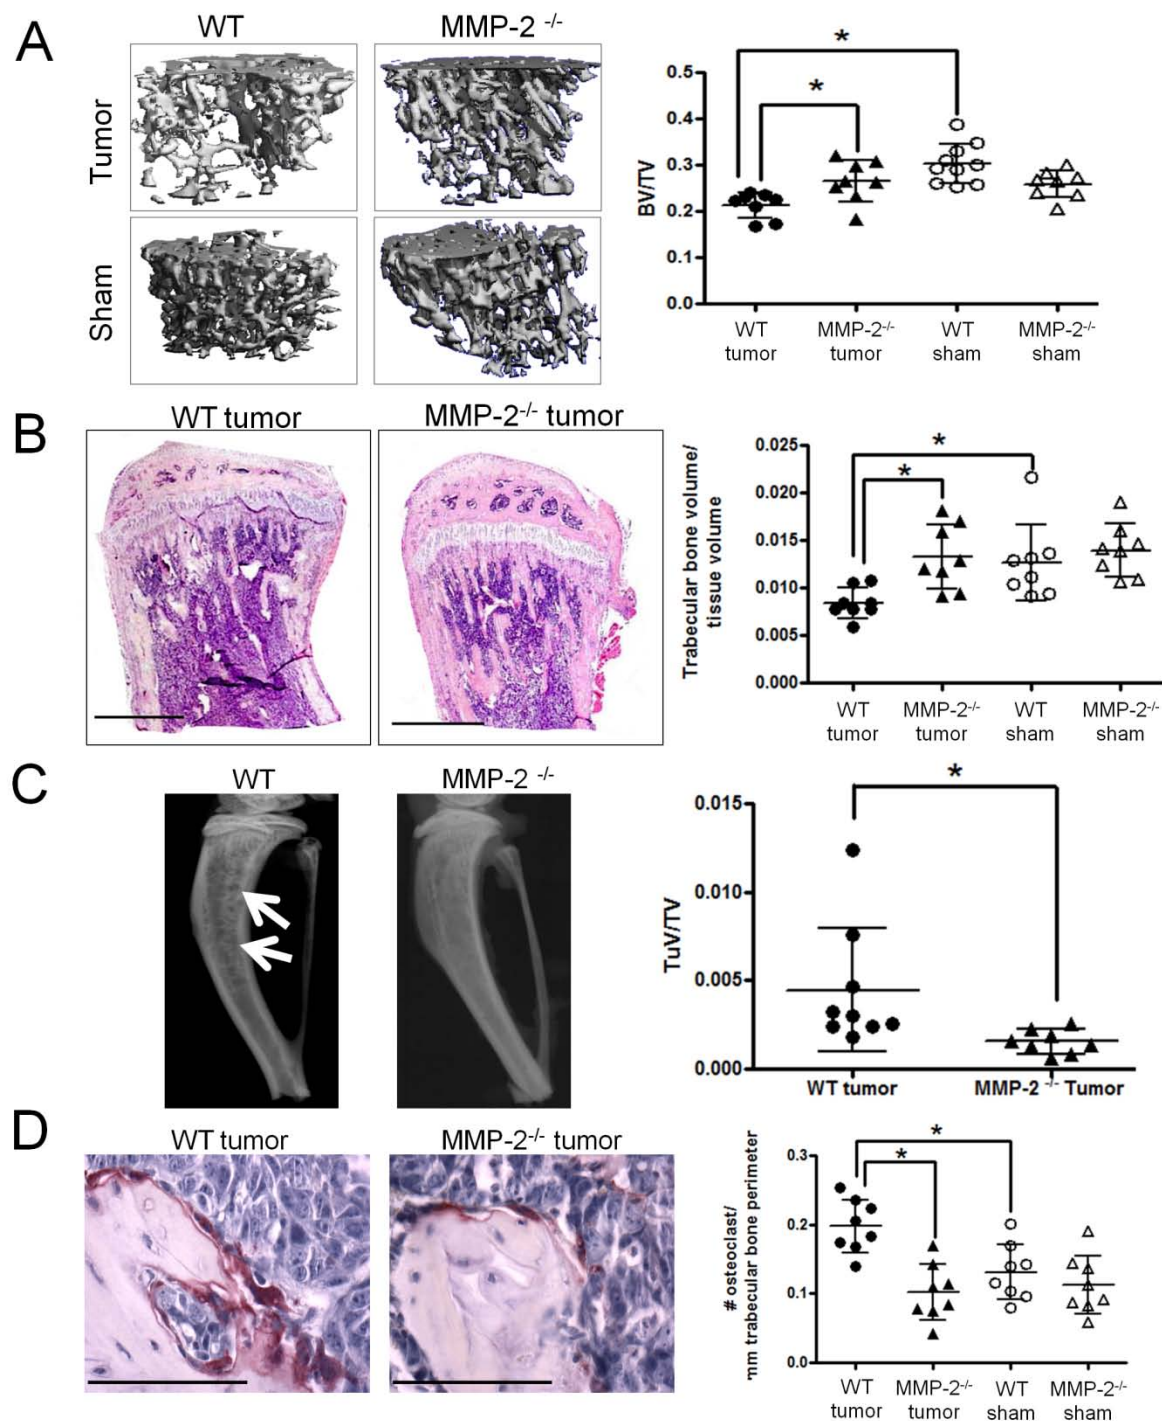 A
WT
MMP-2 -/-
Tumor
Sham
*
*
BV/TV
0.5
0.4
0.3
0.2
0.1
0.0
WT tumor
MMP-2-/- tumor
WT sham
MMP-2-/- sham
B
WT tumor
MMP-2-/- tumor
*
*
Trabecular bone volume/
tissue volume
0.025
0.020
0.015
0.010
0.005
0.000
WT tumor
MMP-2-/- tumor
WT sham
MMP-2-/- sham
C
WT
MMP-2 -/-
*
TuV/TV
0.015
0.010
0.005
0.000
WT tumor
MMP-2 -/- Tumor
D
WT tumor
MMP-2-/- tumor
*
*
# osteoclast/
mm trabecular bone perimeter
0.3
0.2
0.1
0.0
WT tumor
MMP-2-/- tumor
WT sham
MMP-2-/- sham